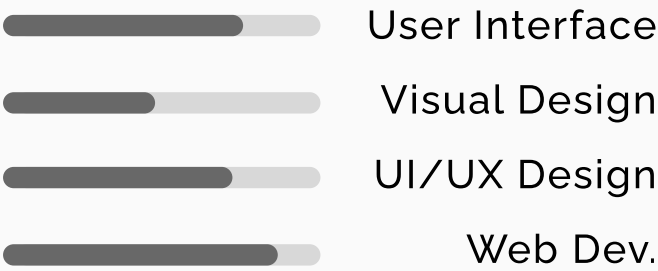 User Interface
Visual Design
UI/UX Design
Web Dev.